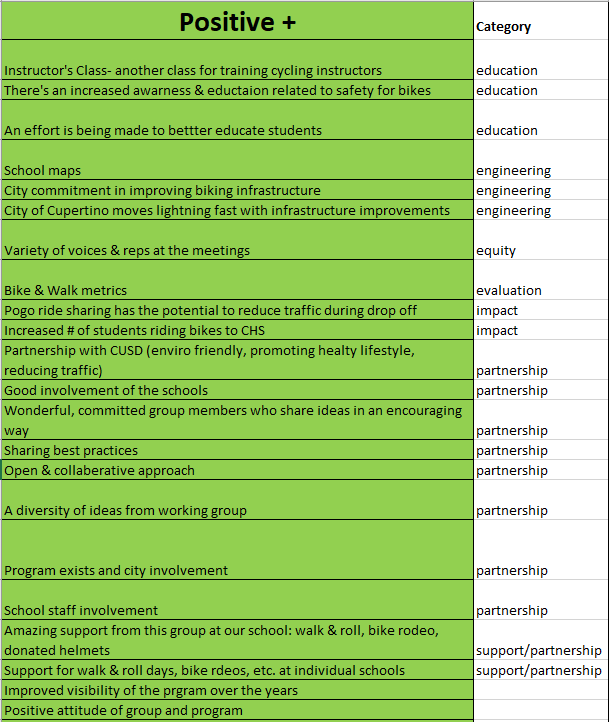 Positive + Category
Instructor's Class- another class for training cycling instructors education
There's an increased awarness & eductaion related to safety for bikes education
An effort is being made to bettter educate students education
School maps engineering
City commitment in improving biking infrastructure engineering
City of Cupertino moves lightning fast with infrastructure improvements engineering
Variety of voices & reps at the meetings equity
Bike & Walk metrics evaluation
Pogo ride sharing has the potential to reduce traffic during drop off impact
Increased # of students riding bikes to CHS impact
Partnership with CUSD (enviro friendly, promoting healty lifestyle,
reducing traffic) partnership
Good involvement of the schools partnership
Wonderful, committed group members who share ideas in an encouraging
way partnership
Sharing best practices partnership
Open & collaberative approach partnership
A diversity of ideas from working group partnership
Program exists and city involvement partnership
School staff involvement partnership
Amazing support from this group at our school: walk & roll, bike rodeo,
donated helmets support/partnership
Support for walk & roll days, bike rdeos, etc. at individual schools support/partnership
Improved visibility of the prgram over the years
Positive attitude of group and program